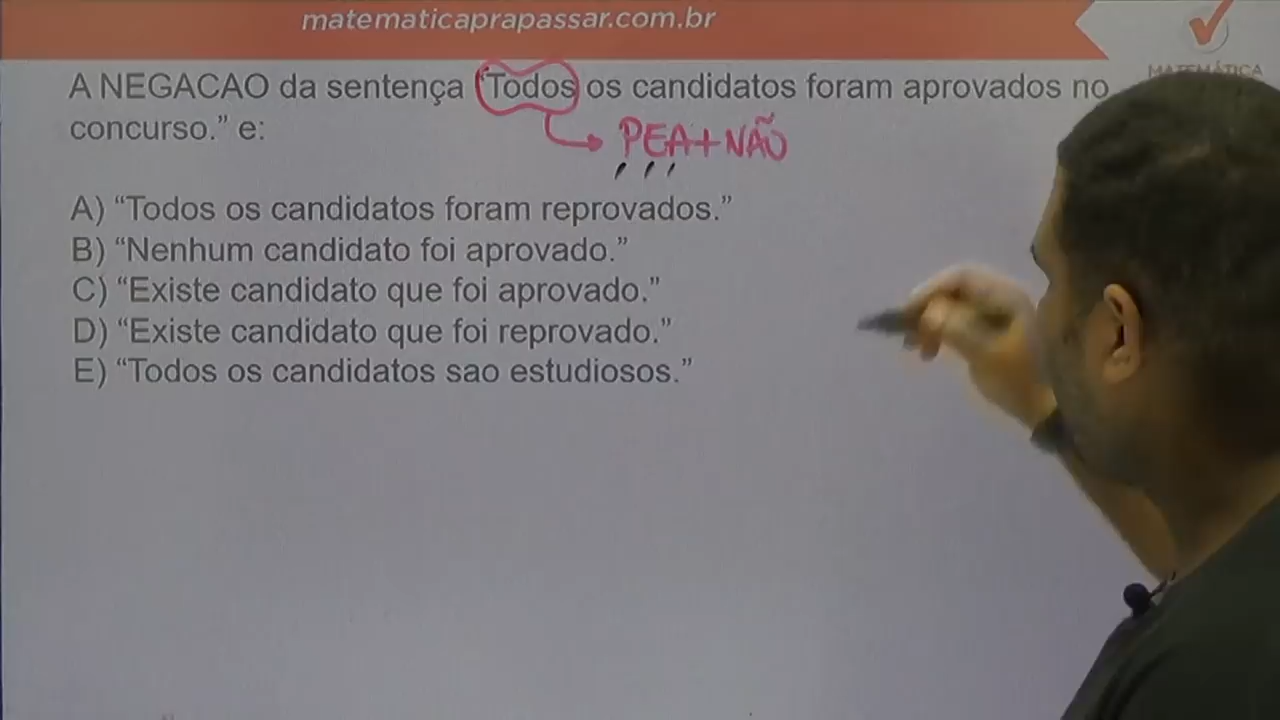 matematicaprapassar.com.br
MATEMÁTICA
A NEGACAO da sentença “Todos os candidatos foram aprovados no
concurso.” e:
PEA+NÃO
A) “Todos os candidatos foram reprovados.”
B) “Nenhum candidato foi aprovado.”
C) “Existe candidato que foi aprovado.”
D) “Existe candidato que foi reprovado.”
E) “Todos os candidatos sao estudiosos.”